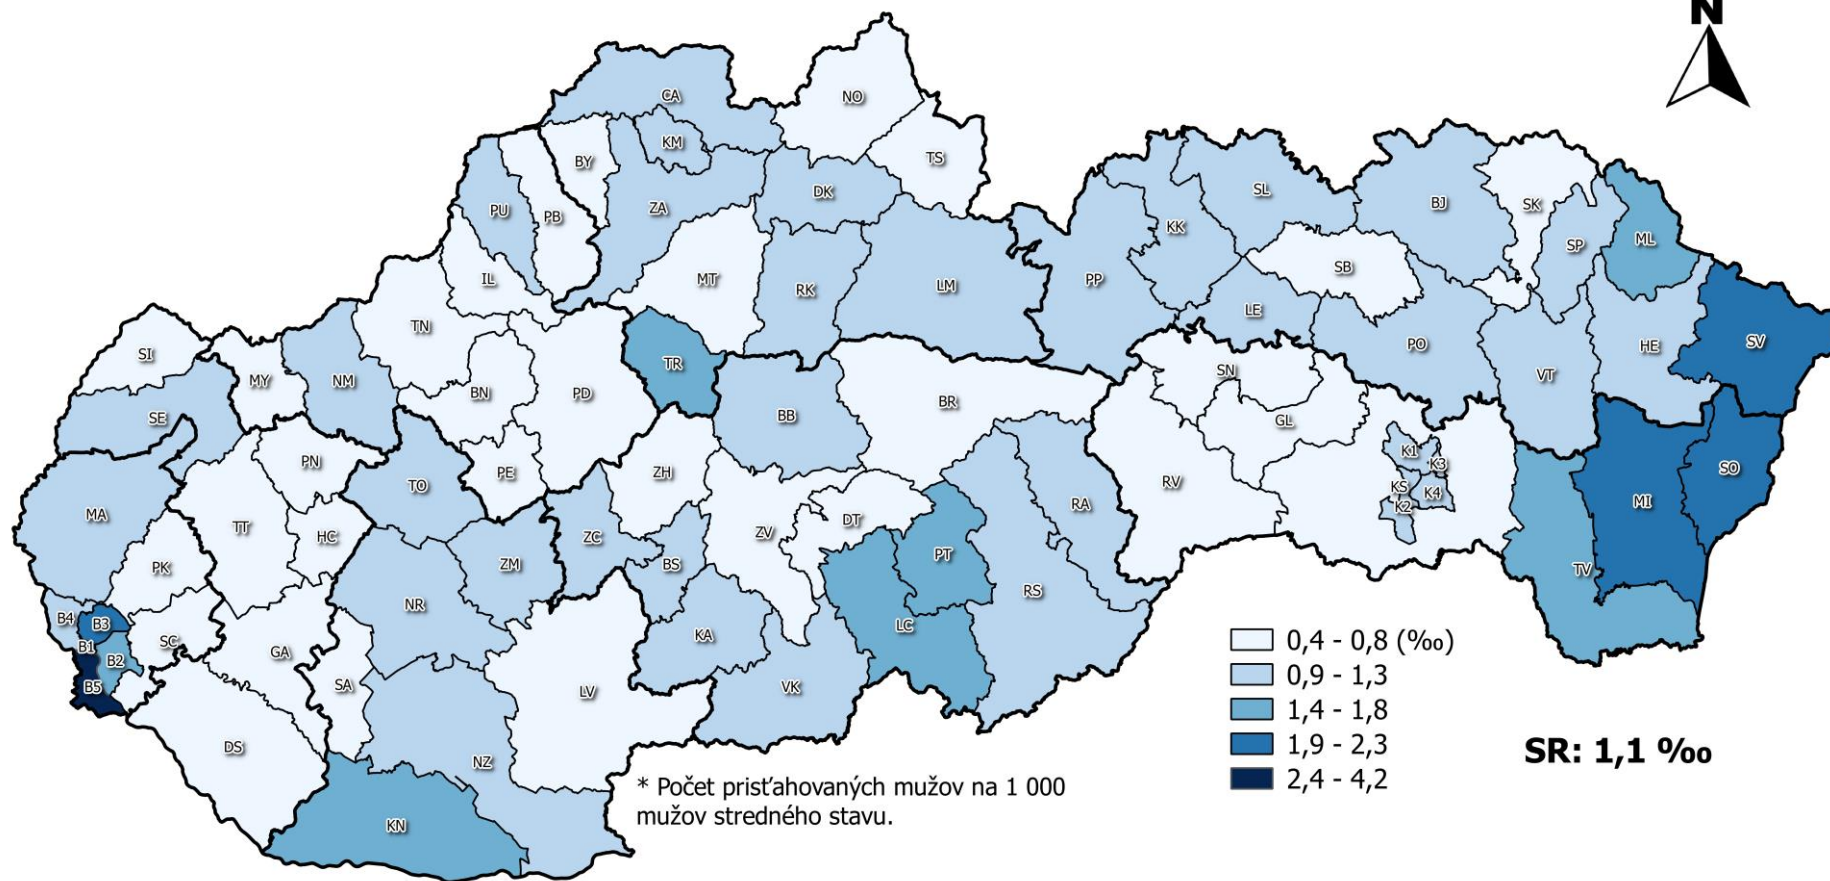 N
NO
CA
KM
BY
TS
DK
PU
PB
ZA
SL
BJ
SK
KK
SP
ML
IL
MT
SB
PP
RK
LM
LE
TN
PO
HE
SV
SI
TR
SN
VT
MY
NM
BN
PD
BR
BB
SE
GL
K1
K3
PN
PE
ZH
RV
KS
K4
SO
TO
RA
K2
MI
MA
TT
HC
ZC
ZV
DT
PT
PK
ZM
BS
TV
NR
RS
B4
B3
SC
KA
LC
B1
B2
GA
B5
SA
LV
VK
DS
NZ
KN
0,4 - 0,8 (‰)
0,9 - 1,3
1,4 - 1,8
1,9 - 2,3
2,4 - 4,2
SR: 1,1 ‰
* Počet prisťahovaných mužov na 1 000
mužov stredného stavu.